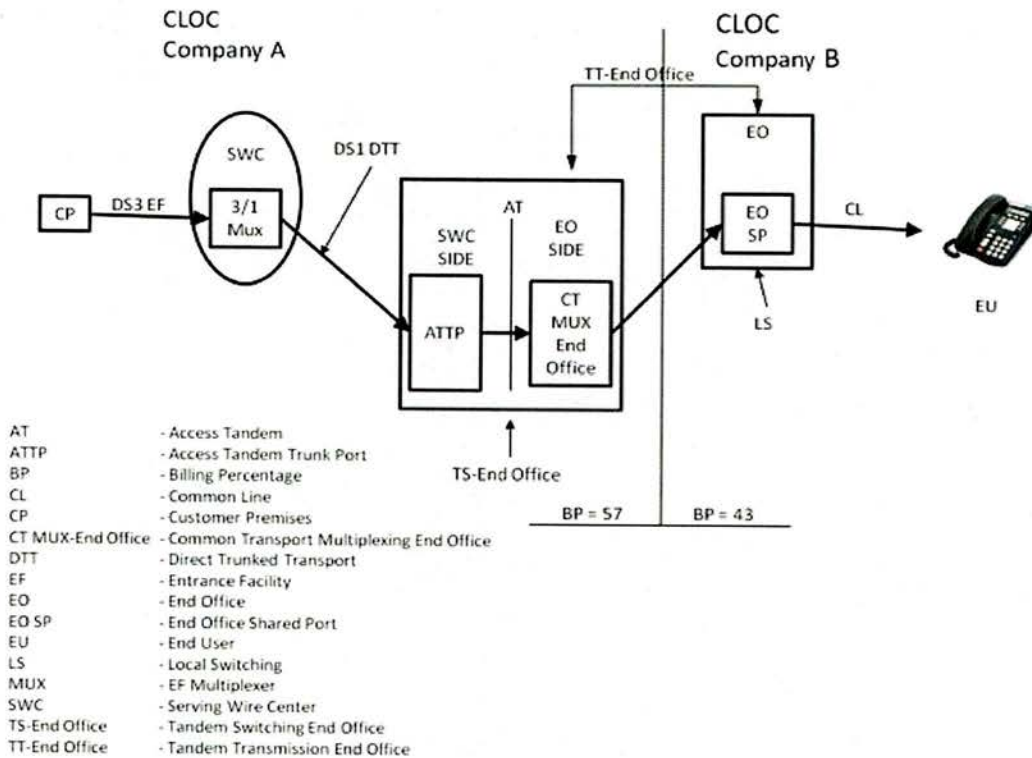 CLOC
Company A
CLOC
Company B
TT-End Office
EO
SWC
DS1 DTT
CP
DS3 EF
3/1
Mux
AT
SWC
SIDE
EO
SIDE
EO
SP
CL
ATTP
CT
MUX
End
Office
LS
EU
TS-End Office
BP = 57
BP = 43
AT - Access Tandem
ATTP - Access Tandem Trunk Port
BP - Billing Percentage
CL - Common Line
CP - Customer Premises
CT MUX-End Office - Common Transport Multiplexing End Office
DTT - Direct Trunked Transport
EF - Entrance Facility
EO - End Office
EO SP - End Office Shared Port
EU - End User
LS - Local Switching
MUX - EF Multiplexer
SWC - Serving Wire Center
TS-End Office - Tandem Switching End Office
TT-End Office - Tandem Transmission End Office